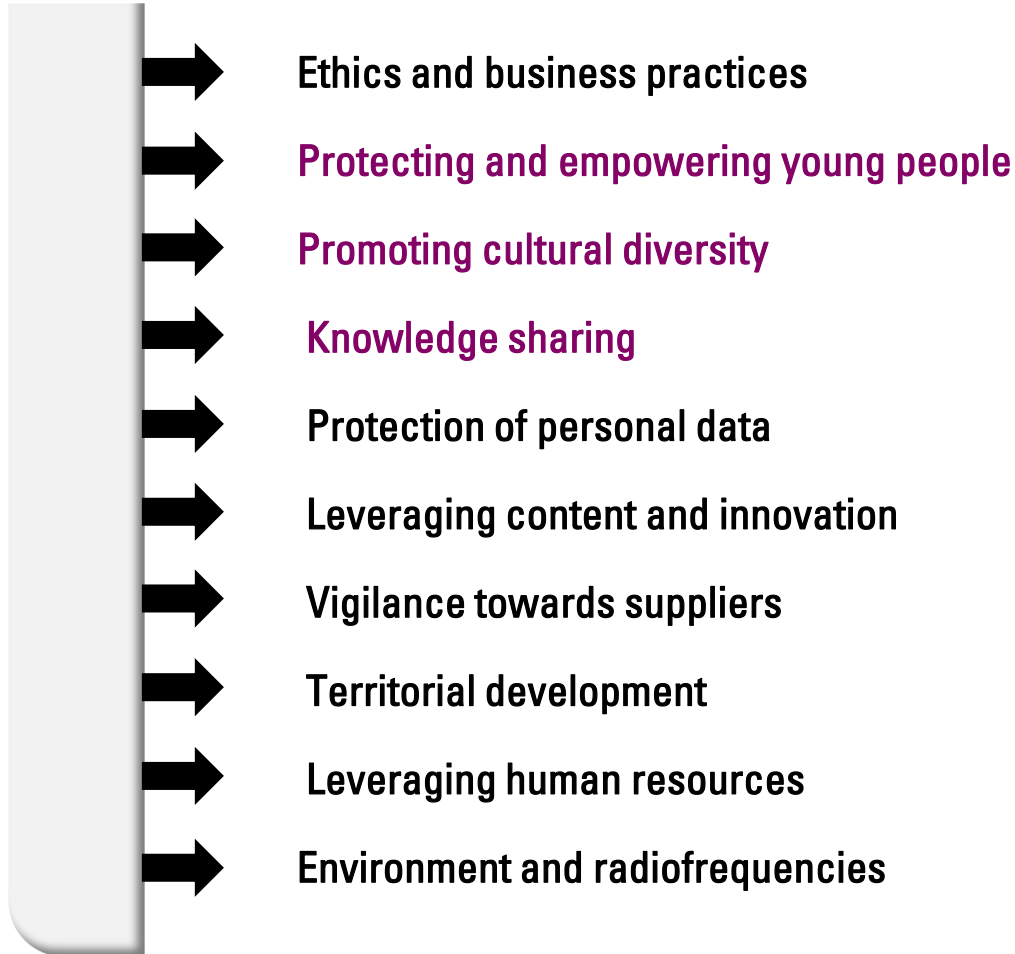 Ethics and business practices
Protecting and empowering young people
Promoting cultural diversity
Knowledge sharing
Protection of personal data
Leveraging content and innovation
Vigilance towards suppliers
Territorial development
Leveraging human resources
Environment and radiofrequencies